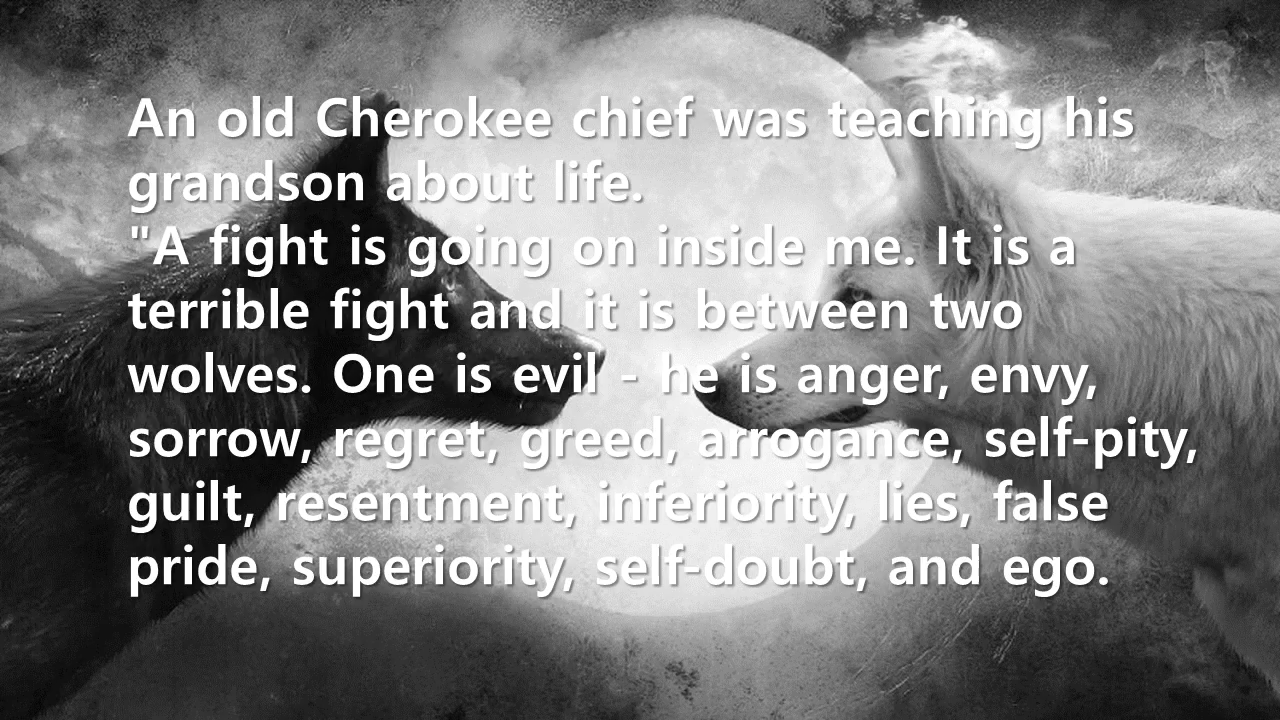 An old Cherokee chief was teaching his
grandson about life.
"A fight is going on inside me. It is a
terrible fight and it is between two
wolves. One is evil - he is anger, envy,
sorrow, regret, greed, arrogance, self-pity,
guilt, resentment, inferiority, lies, false
pride, superiority, self-doubt, and ego.